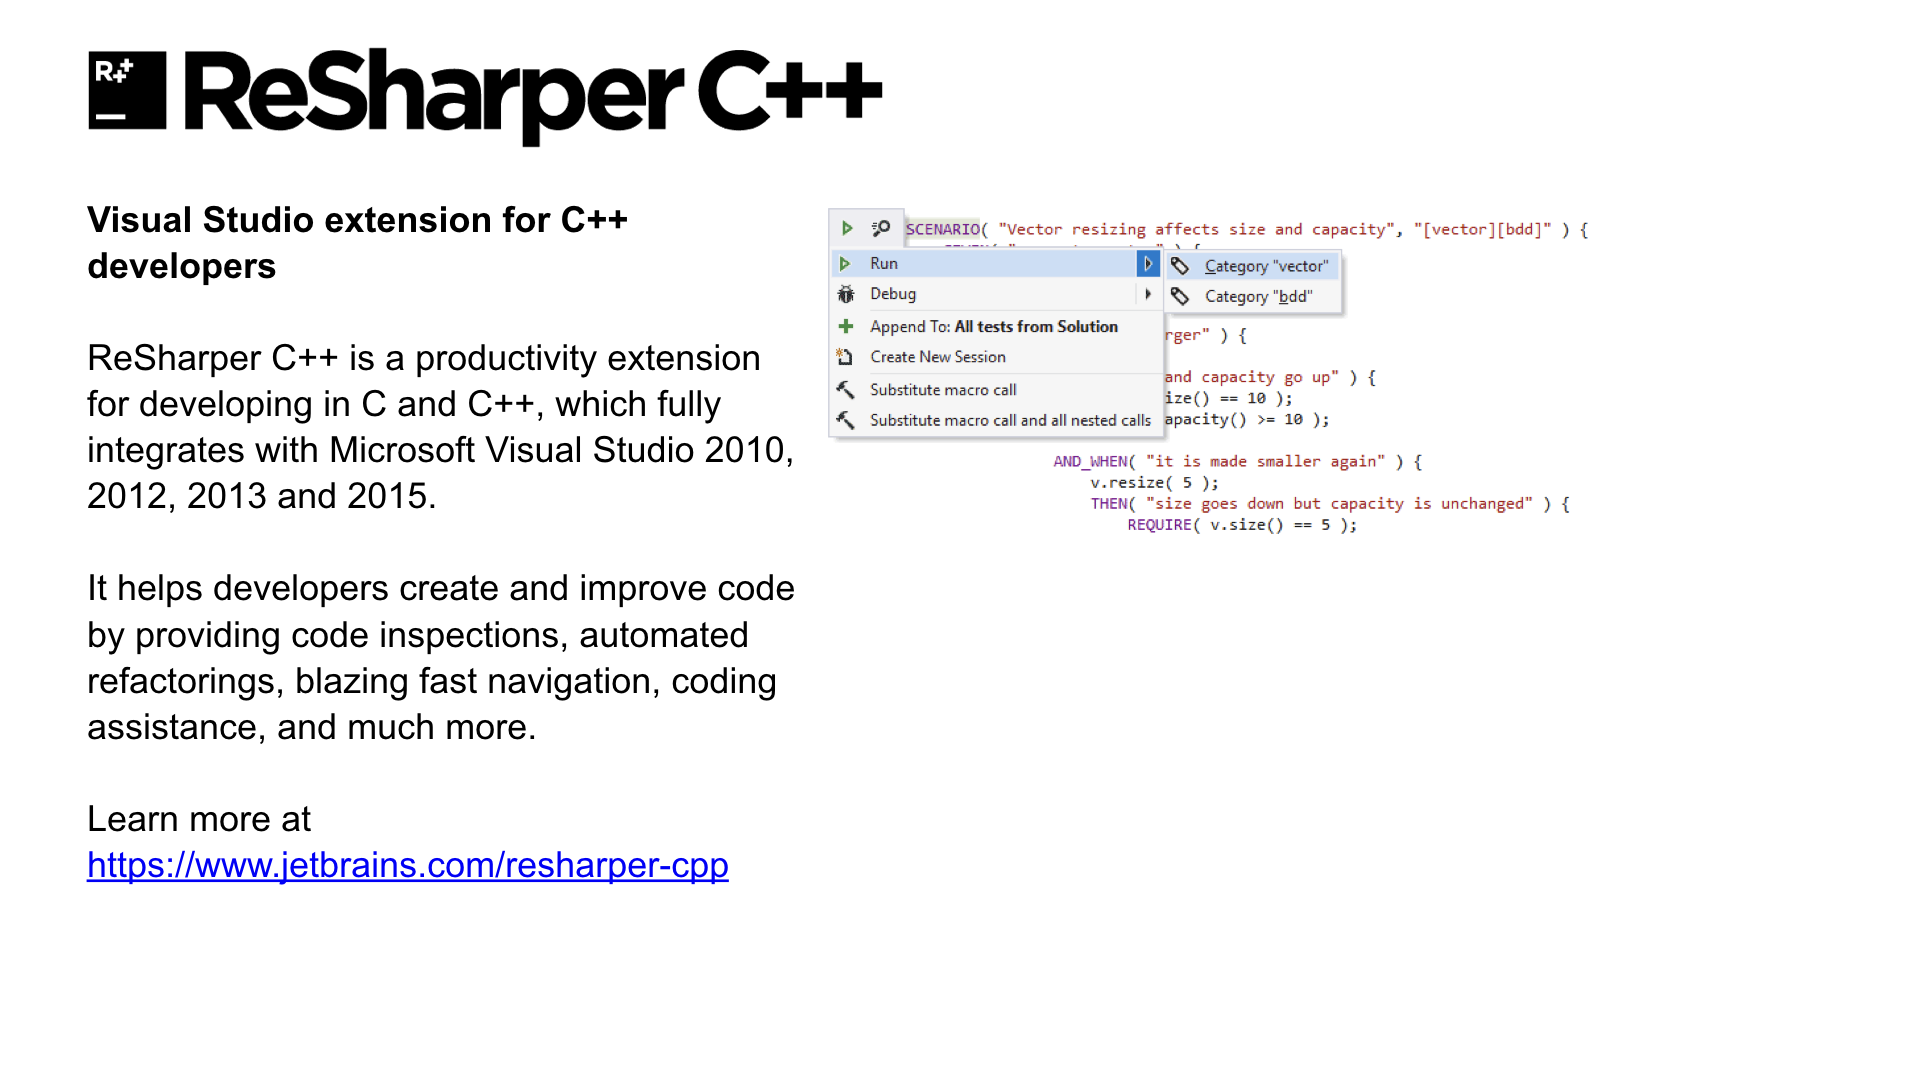 R++
ReSharper C++
Visual Studio extension for C++
developers
ReSharper C++ is a productivity extension
for developing in C and C++, which fully
integrates with Microsoft Visual Studio 2010,
2012, 2013 and 2015.
It helps developers create and improve code
by providing code inspections, automated
refactorings, blazing fast navigation, coding
assistance, and much more.
Learn more at
https://www.jetbrains.com/resharper-cpp
SCENARIO( "Vector resizing affects size and capacity", "[vector][bdd]" ) {
Run
Category "vector"
Debug
Category "bdd"
Append To: All tests from Solution
rger" ) {
Create New Session
and capacity go up" ) {
Substitute macro call
ize() == 10 );
Substitute macro call and all nested calls
apacity() >= 10 );
AND_WHEN( "it is made smaller again" ) {
v.resize( 5 );
THEN( "size goes down but capacity is unchanged" ) {
REQUIRE( v.size() == 5 );